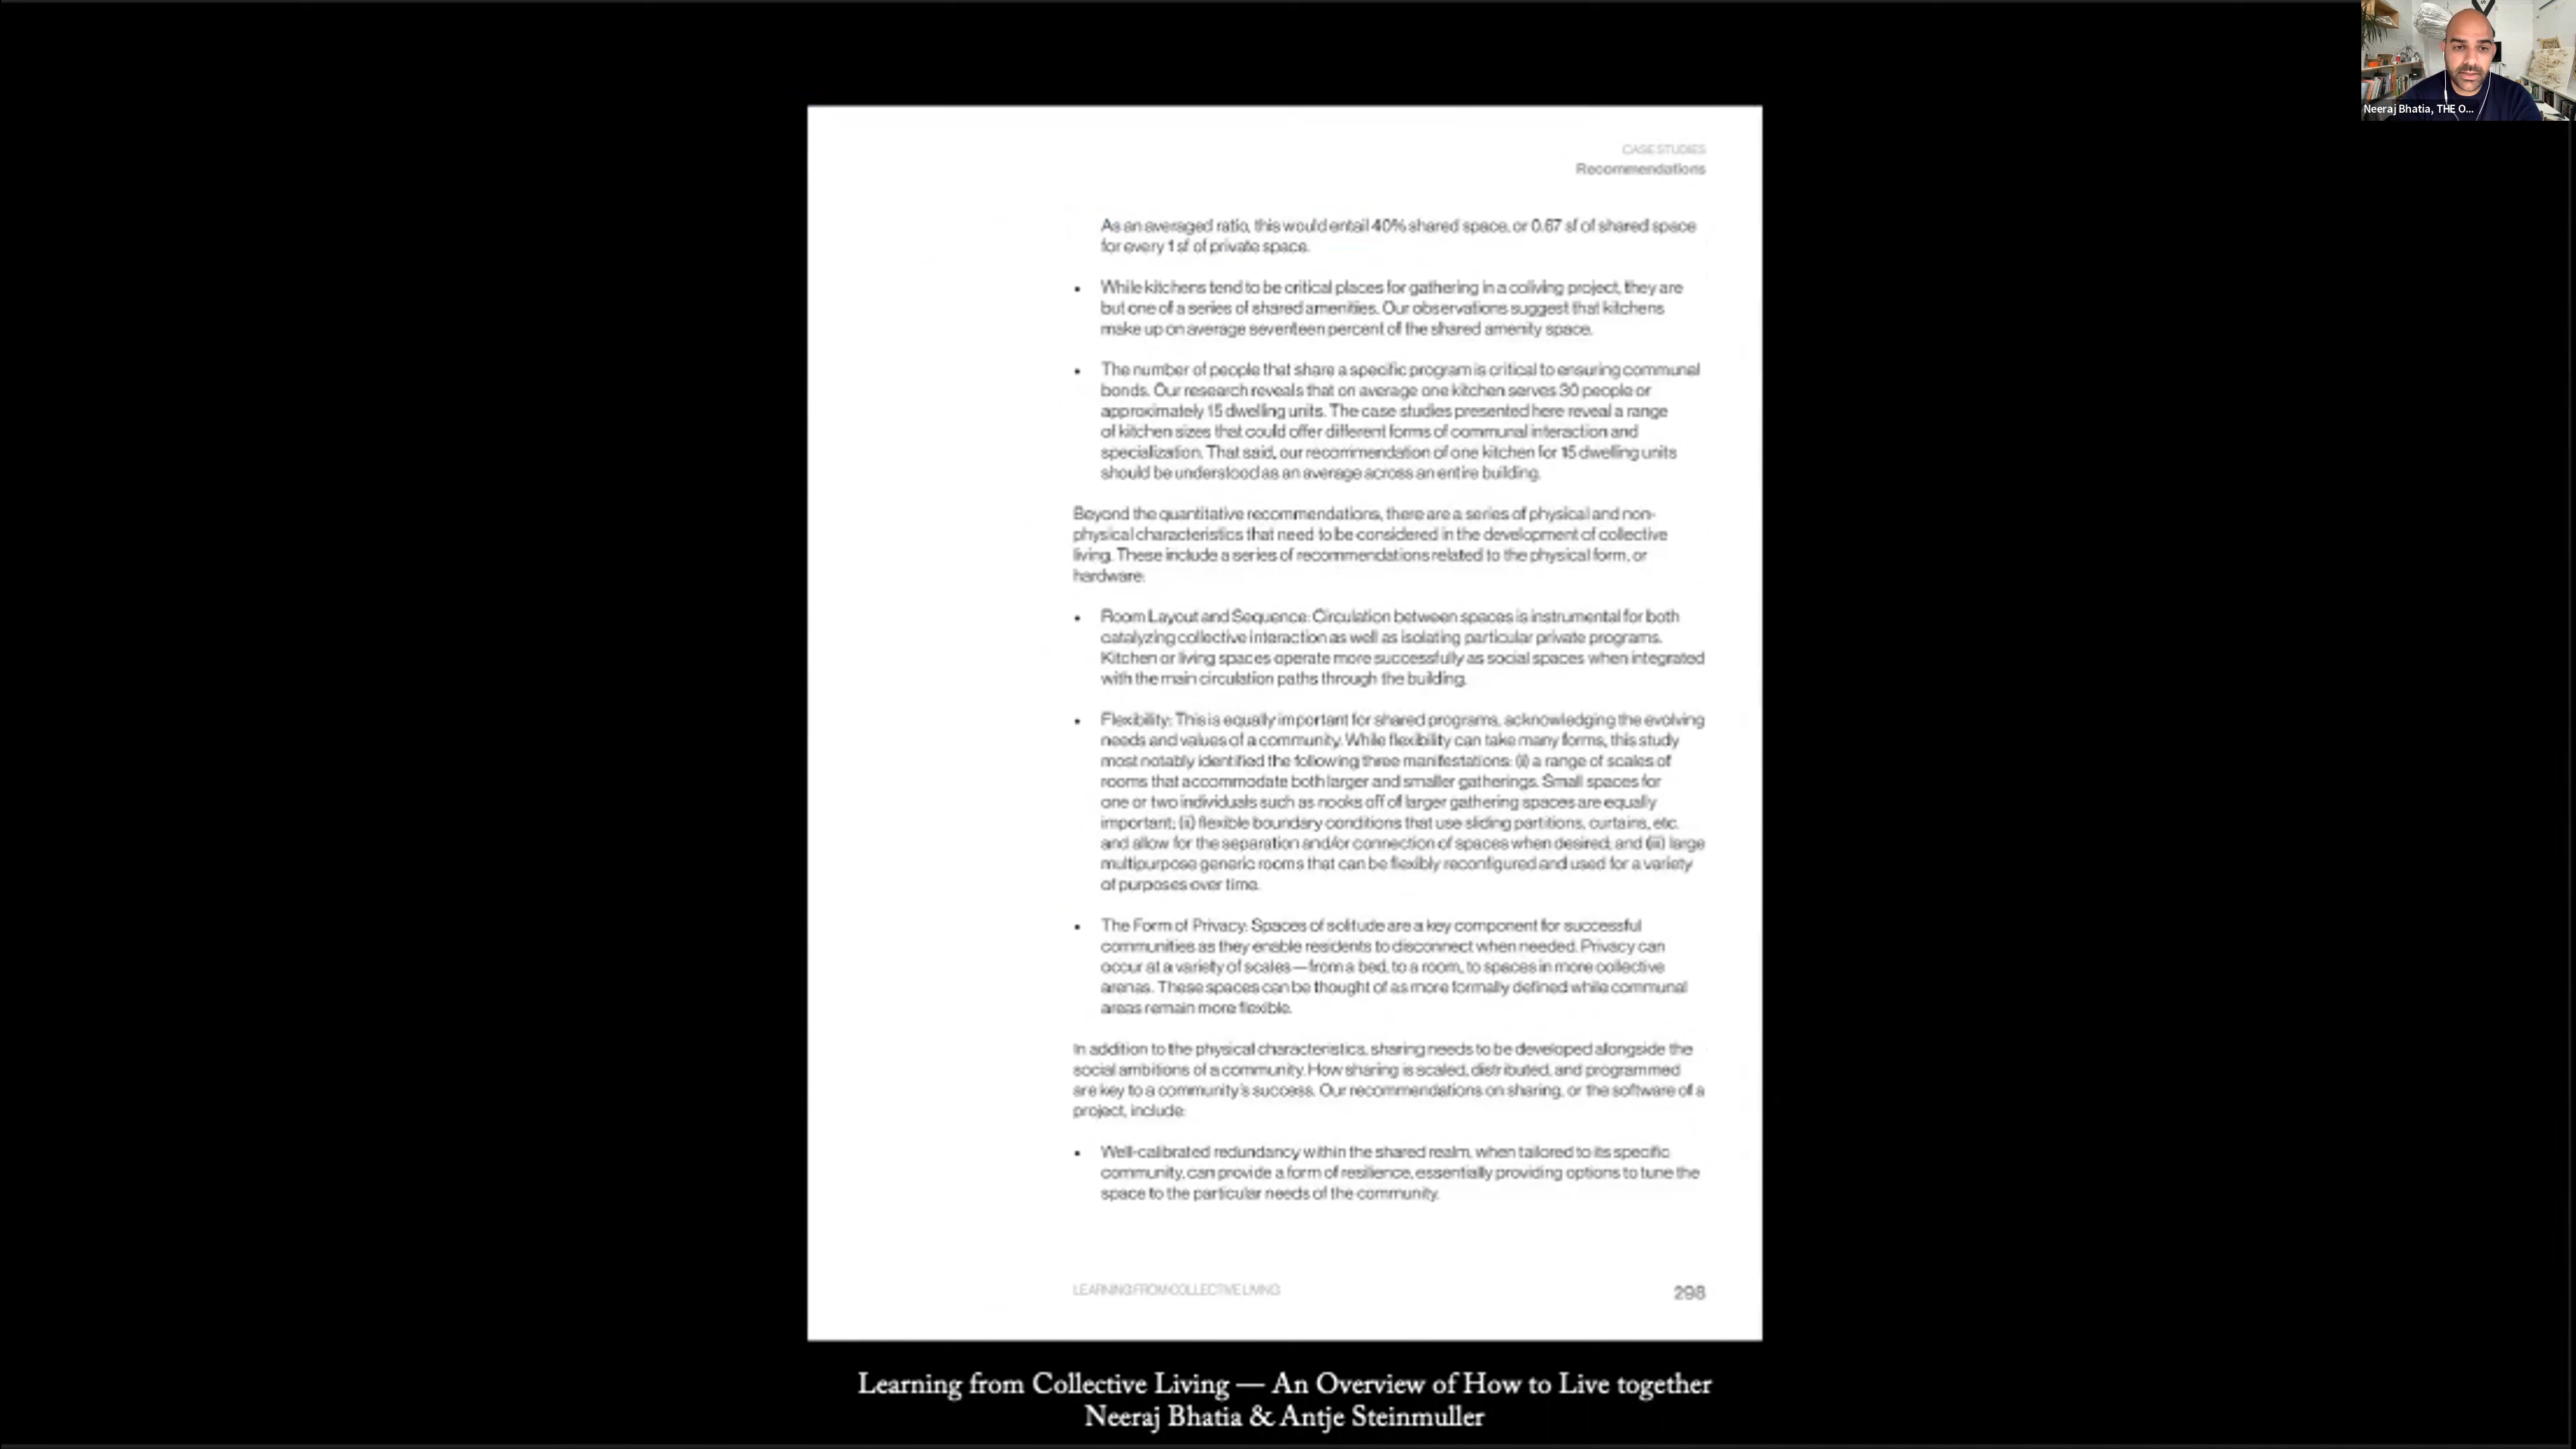 Neeraj Bhatia, THE O...
CASE STUDIES
Recommendations
As an averaged ratio, this would entail 40% shared space, or 0.67 sf of shared space
for every 1 sf of private space.
• While kitchens tend to be critical places for gathering in a coliving project, they are
but one of a series of shared amenities. Our observations suggest that kitchens
make up on average seventeen percent of the shared amenity space.
• The number of people that share a specific program is critical to ensuring communal
bonds. Our research reveals that on average one kitchen serves 30 people or
approximately 15 dwelling units. The case studies presented here reveal a range
of kitchen sizes that could offer different forms of communal interaction and
specialization. That said, our recommendation of one kitchen for 15 dwelling units
should be understood as an average across an entire building.
Beyond the quantitative recommendations, there are a series of physical and non-
physical characteristics that need to be considered in the development of collective
living. These include a series of recommendations related to the physical form, or
hardware:
• Room Layout and Sequence: Circulation between spaces is instrumental for both
catalyzing collective interaction as well as isolating particular private programs.
Kitchen or living spaces operate more successfully as social spaces when integrated
with the main circulation paths through the building.
• Flexibility: This is equally important for shared programs, acknowledging the evolving
needs and values of a community. While flexibility can take many forms, this study
most notably identified the following three manifestations: (i) a range of scales of
rooms that accommodate both larger and smaller gatherings. Small spaces for
one or two individuals such as nooks off of larger gathering spaces are equally
important; (ii) flexible boundary conditions that use sliding partitions, curtains, etc.
and allow for the separation and/or connection of spaces when desired; and (iii) large
multipurpose generic rooms that can be flexibly reconfigured and used for a variety
of purposes over time.
• The Form of Privacy: Spaces of solitude are a key component for successful
communities as they enable residents to disconnect when needed. Privacy can
occur at a variety of scales—from a bed, to a room, to spaces in more collective
arenas. These spaces can be thought of as more formally defined while communal
areas remain more flexible.
In addition to the physical characteristics, sharing needs to be developed alongside the
social ambitions of a community. How sharing is scaled, distributed, and programmed
are key to a community's success. Our recommendations on sharing, or the software of a
project, include:
• Well-calibrated redundancy within the shared realm, when tailored to its specific
community, can provide a form of resilience, essentially providing options to tune the
space to the particular needs of the community.
LEARNING FROM COLLECTIVE LIVING
298
Learning from Collective Living — An Overview of How to Live together
Neeraj Bhatia & Antje Steinmuller